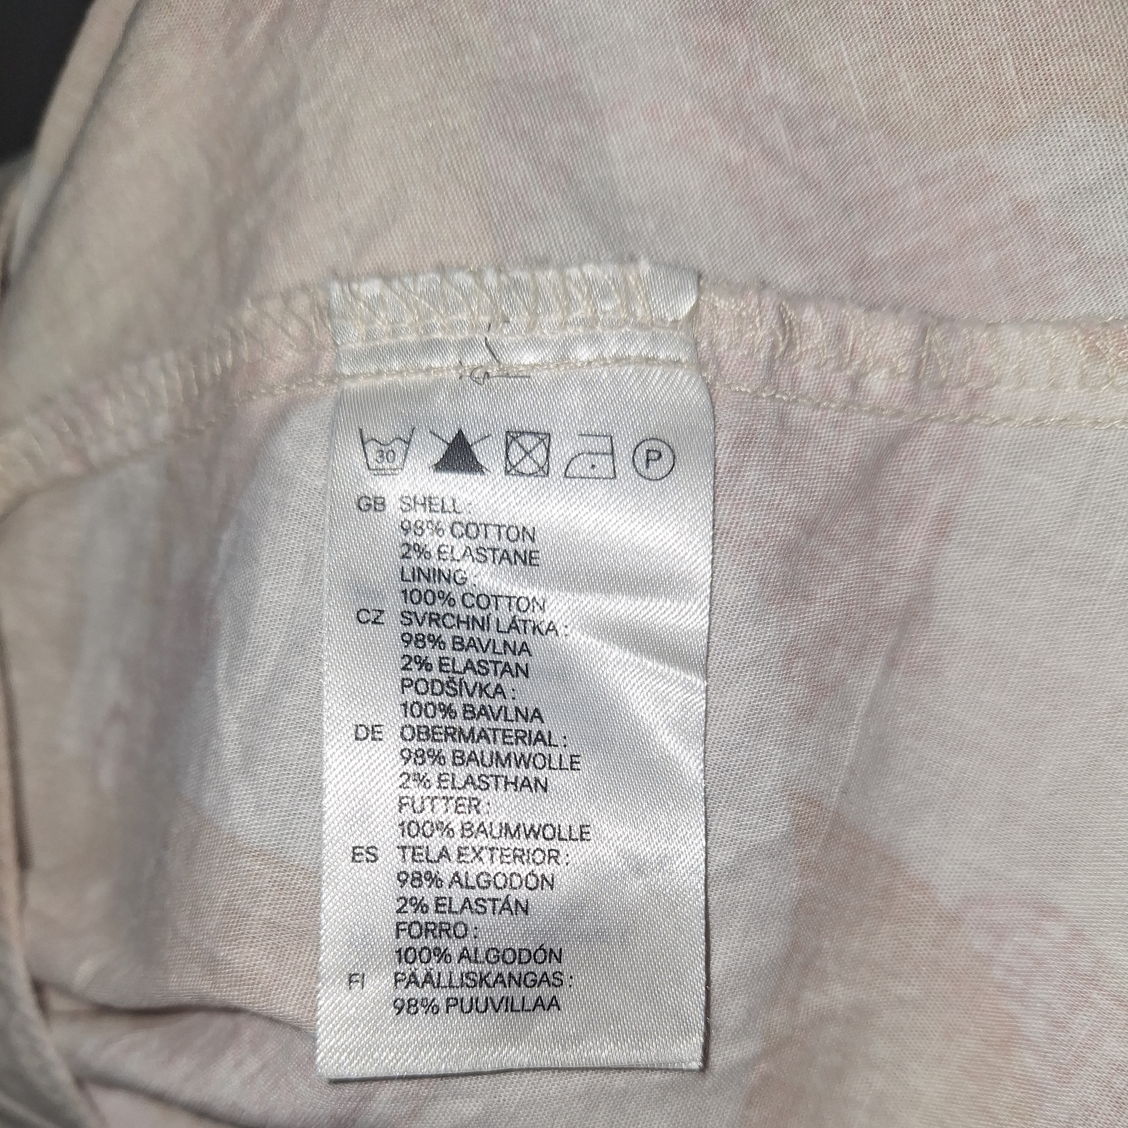 30
P
GB SHELL:
98% COTTON
2% ELASTANE
LINING:
100% COTTON
CZ SVRCHNÍ LÁTKA:
98% BAVLNA
2% ELASTAN
PODŠÍVKA:
100% BAVLNA
DE OBERMATERIAL:
98% BAUMWOLLE
2% ELASTHAN
FUTTER:
100% BAUMWOLLE
ES TELA EXTERIOR:
98% ALGODÓN
2% ELASTÁN
FORRO:
100% ALGODÓN
FI PÄÄLLISKANGAS:
98% PUUVILLAA